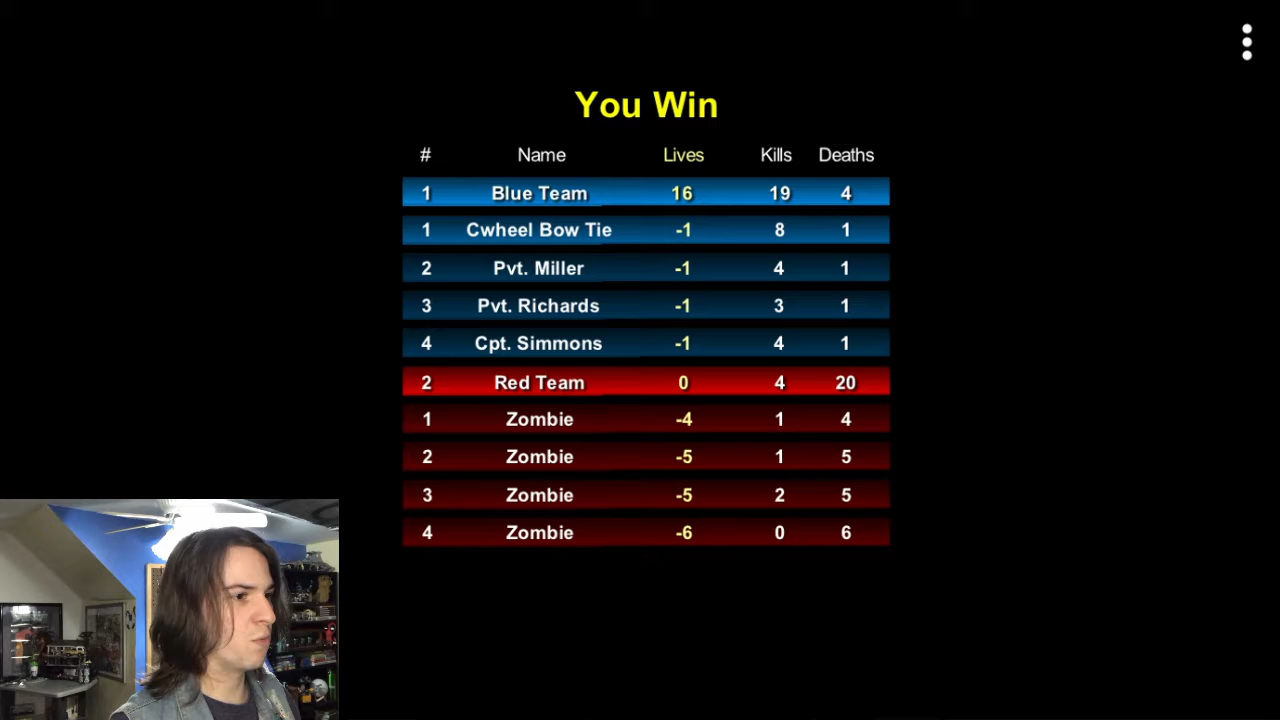 You Win
# Name Lives Kills Deaths
1 Blue Team 16 19 4
1 Cwheel Bow Tie -1 8 1
2 Pvt. Miller -1 4 1
3 Pvt. Richards -1 3 1
4 Cpt. Simmons -1 4 1
2 Red Team 0 4 20
1 Zombie -4 1 4
2 Zombie -5 1 5
3 Zombie -5 2 5
4 Zombie -6 0 6